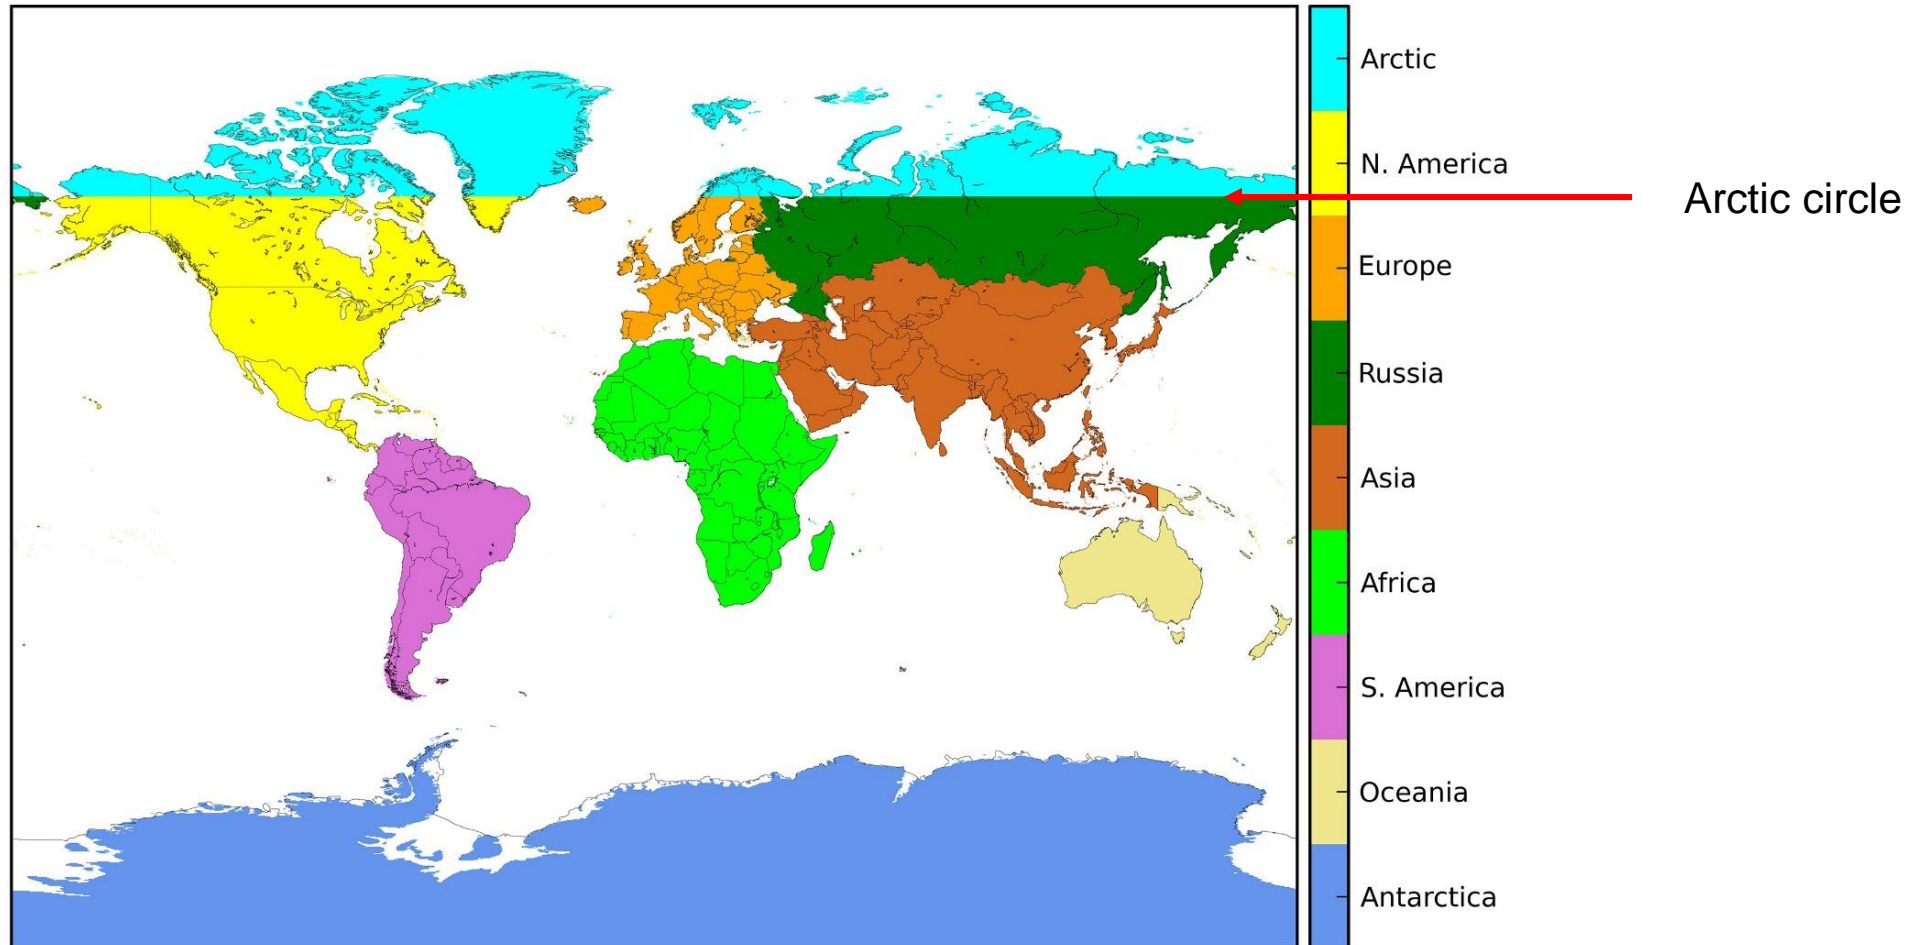 Arctic
N. America
Europe
Russia
Asia
Africa
S. America
Oceania
Antarctica
Arctic circle